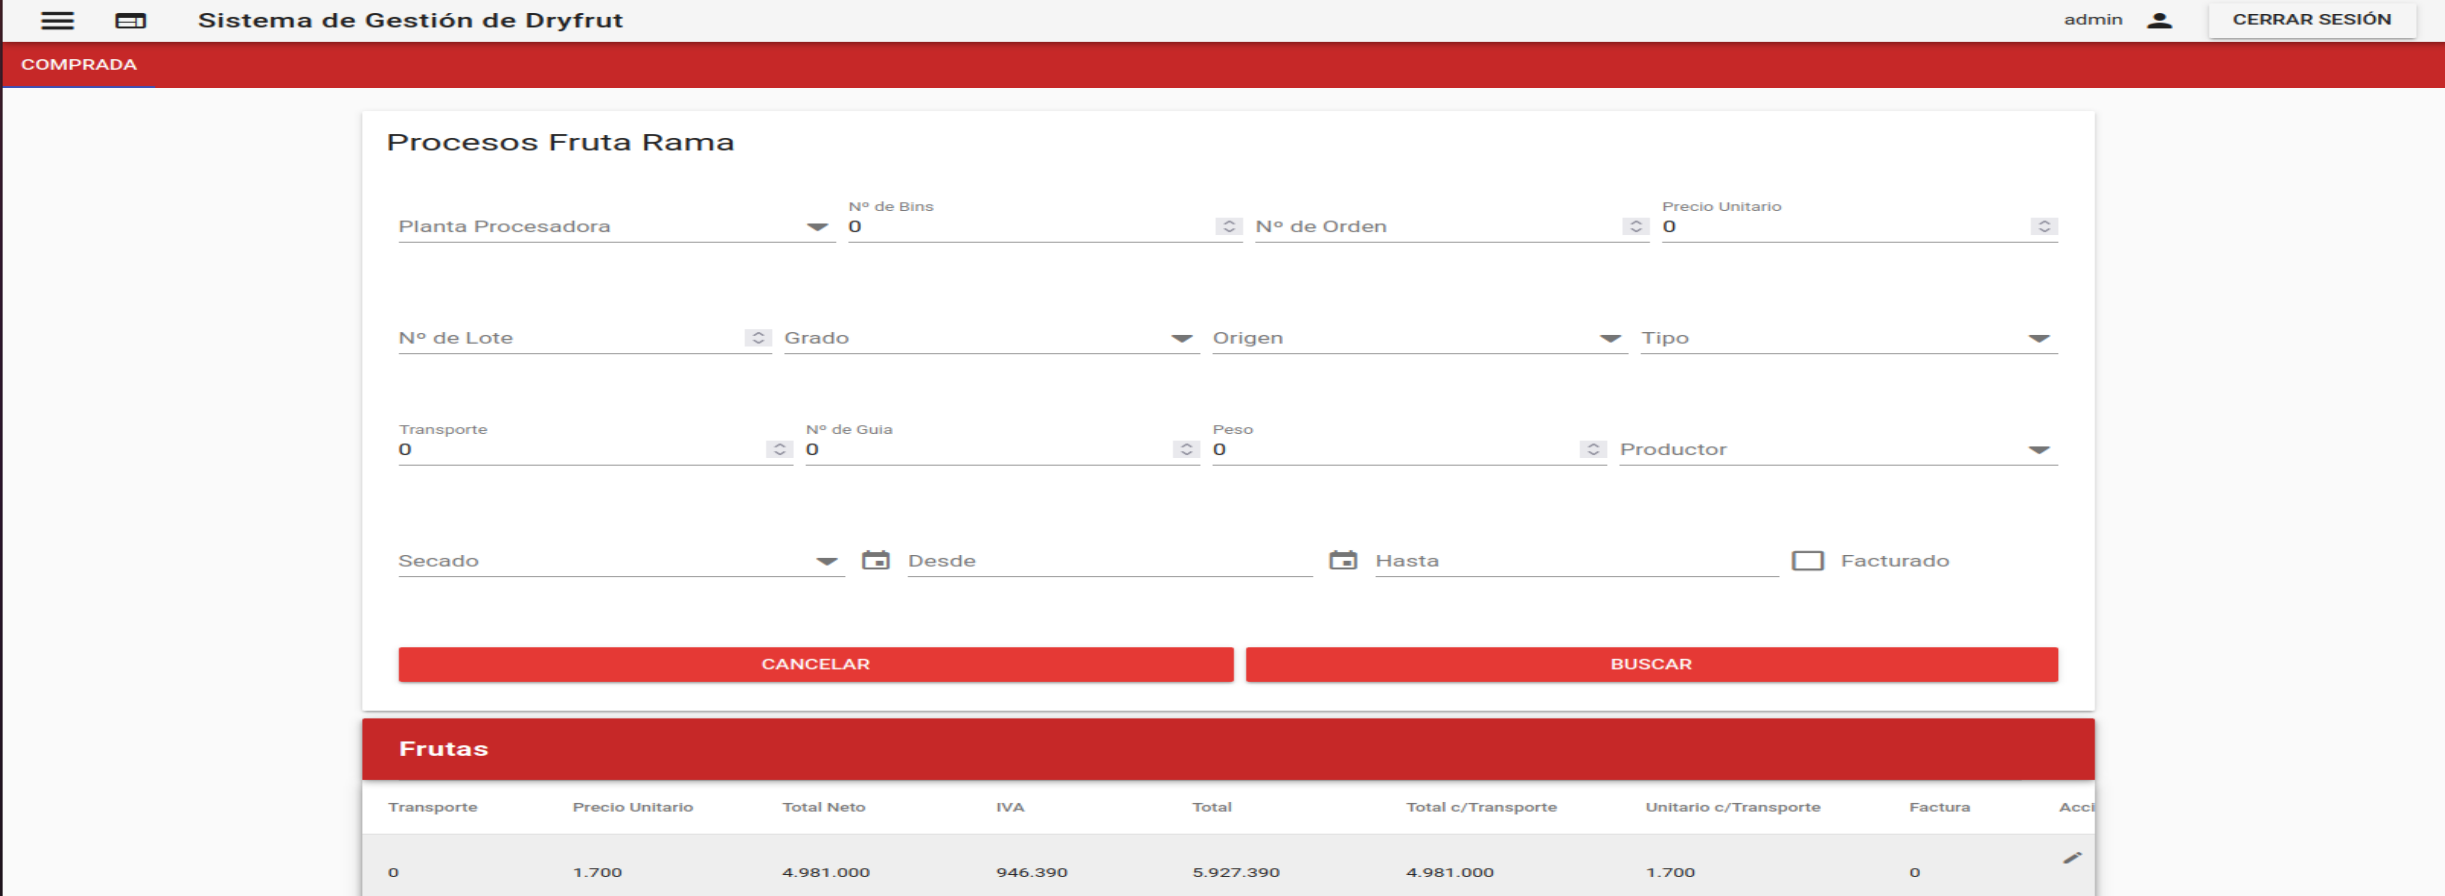 Sistema de Gestión de Dryfrut admin CERRAR SESIÓN
COMPRADA
Procesos Fruta Rama
Planta Procesadora Nº de Bins 0 Nº de Orden Precio Unitario 0
Nº de Lote Grado Origen Tipo
Transporte 0 Nº de Guia 0 Peso 0 Productor
Secado Desde Hasta Facturado
CANCELAR BUSCAR
Frutas
Transporte Precio Unitario Total Neto IVA Total Total c/Transporte Unitario c/Transporte Factura Acci
0 1.700 4.981.000 946.390 5.927.390 4.981.000 1.700 0